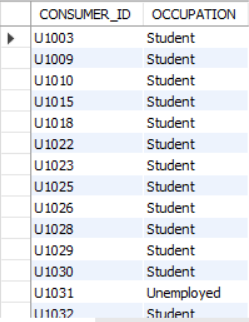 CONSUMER_ID OCCUPATION
U1003 Student
U1009 Student
U1010 Student
U1015 Student
U1018 Student
U1022 Student
U1023 Student
U1025 Student
U1026 Student
U1028 Student
U1029 Student
U1030 Student
U1031 Unemployed
U1032 Student